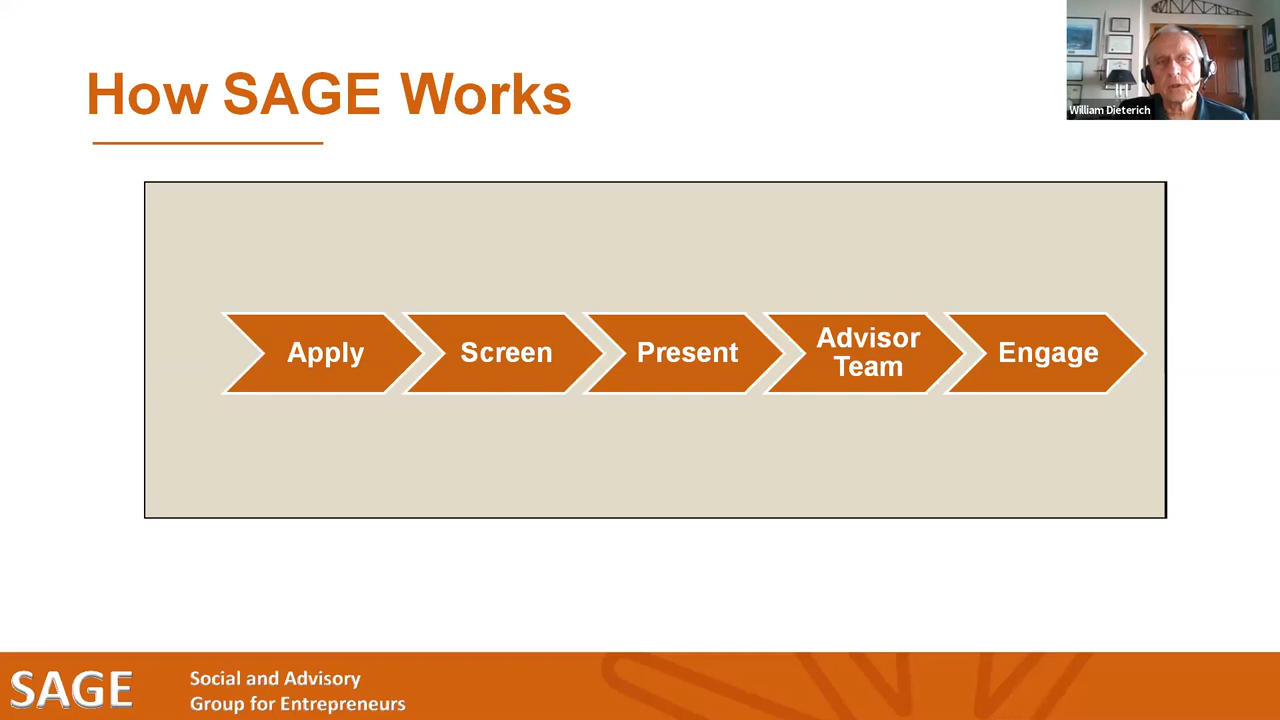 How SAGE Works
William Dieterich
Apply
Screen
Present
Advisor
Team
Engage
SAGE
Social and Advisory
Group for Entrepreneurs